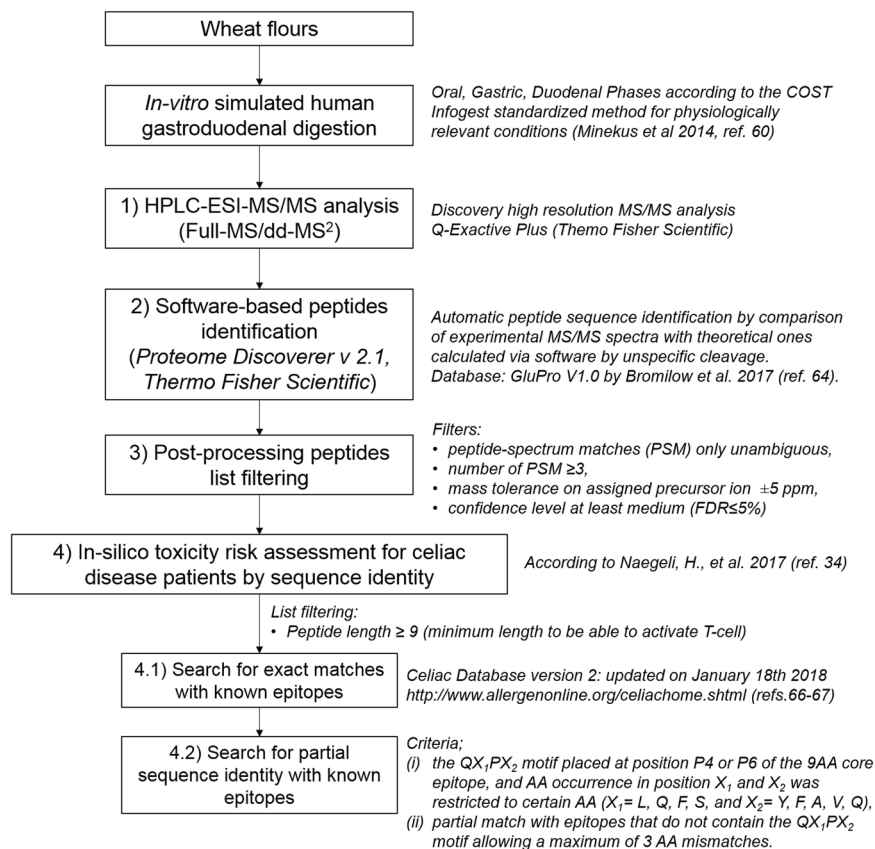 Wheat flours
In-vitro simulated human
gastroduodenal digestion
Oral, Gastric, Duodenal Phases according to the COST
Infogest standardized method for physiologically
relevant conditions (Minekus et al 2014, ref. 60)
1) HPLC-ESI-MS/MS analysis
(Full-MS/dd-MS²)
Discovery high resolution MS/MS analysis
Q-Exactive Plus (Themo Fisher Scientific)
2) Software-based peptides
identification
(Proteome Discoverer v 2.1,
Thermo Fisher Scientific)
Automatic peptide sequence identification by comparison
of experimental MS/MS spectra with theoretical ones
calculated via software by unspecific cleavage.
Database: GluPro V1.0 by Bromilow et al. 2017 (ref. 64).
3) Post-processing peptides
list filtering
Filters:
• peptide-spectrum matches (PSM) only unambiguous,
• number of PSM ≥3,
• mass tolerance on assigned precursor ion ±5 ppm,
• confidence level at least medium (FDR≤5%)
4) In-silico toxicity risk assessment for celiac
disease patients by sequence identity
According to Naegeli, H., et al. 2017 (ref. 34)
List filtering:
• Peptide length ≥ 9 (minimum length to be able to activate T-cell)
4.1) Search for exact matches
with known epitopes
Celiac Database version 2: updated on January 18th 2018
http://www.allergenonline.org/celiachome.shtml (refs.66-67)
4.2) Search for partial
sequence identity with known
epitopes
Criteria;
(i) the QX₁PX₂ motif placed at position P4 or P6 of the 9AA core
epitope, and AA occurrence in position X₁ and X₂ was
restricted to certain AA (X₁= L, Q, F, S, and X₂= Y, F, A, V, Q),
(ii) partial match with epitopes that do not contain the QX₁PX₂
motif allowing a maximum of 3 AA mismatches.